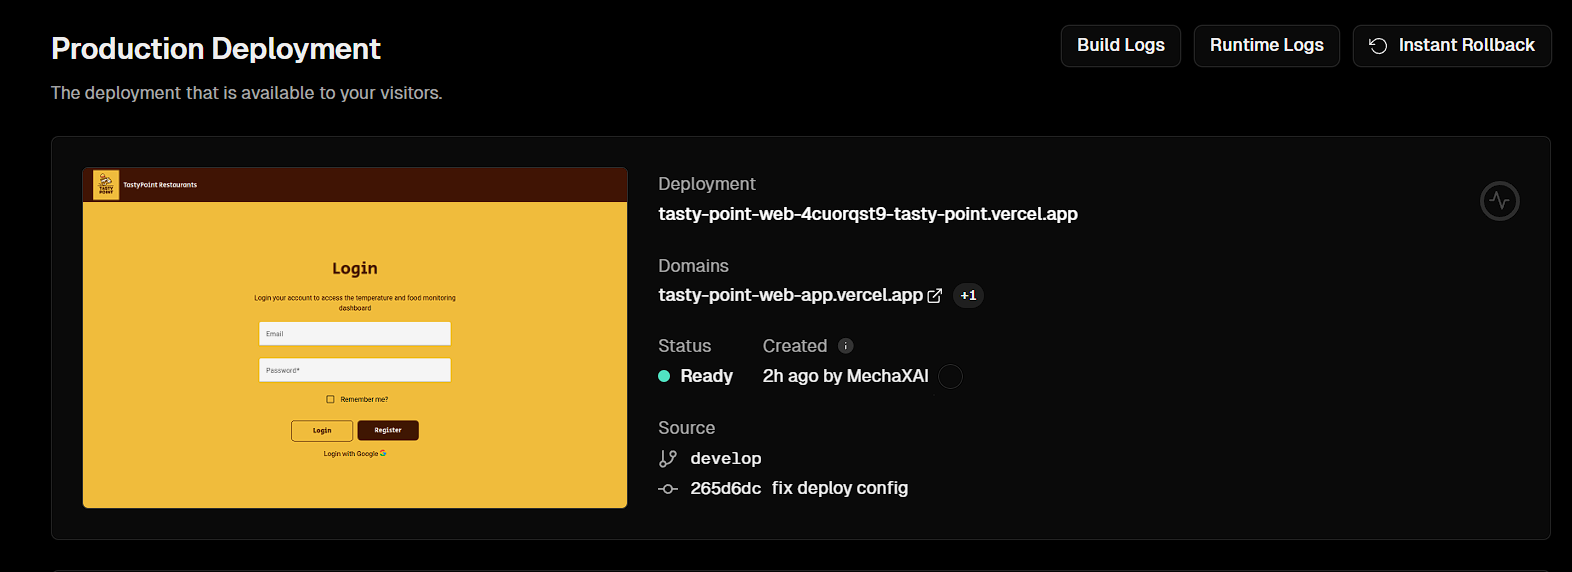 Production Deployment
Build Logs
Runtime Logs
Instant Rollback
The deployment that is available to your visitors.
TASTY
POINT
TastyPoint Restaurants
Login
Login your account to access the temperature and food monitoring
dashboard
Email
Password*
Remember me?
Login
Register
Login with Google
Deployment
tasty-point-web-4cuorqst9-tasty-point.vercel.app
Domains
tasty-point-web-app.vercel.app +1
Status
Created
Ready
2h ago by MechaXAI
Source
develop
265d6dc fix deploy config